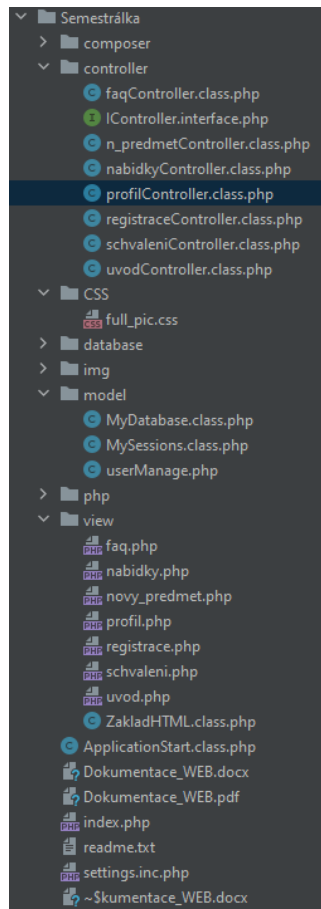 Semestrálka
composer
controller
faqController.class.php
IController.interface.php
n_predmetController.class.php
nabidkyController.class.php
profilController.class.php
registraceController.class.php
schvaleniController.class.php
uvodController.class.php
CSS
full_pic.css
database
img
model
MyDatabase.class.php
MySessions.class.php
userManage.php
php
view
faq.php
nabidky.php
novy_predmet.php
profil.php
registrace.php
schvaleni.php
uvod.php
ZakladHTML.class.php
ApplicationStart.class.php
Dokumentace_WEB.docx
Dokumentace_WEB.pdf
index.php
readme.txt
settings.inc.php
~$kumentace_WEB.docx